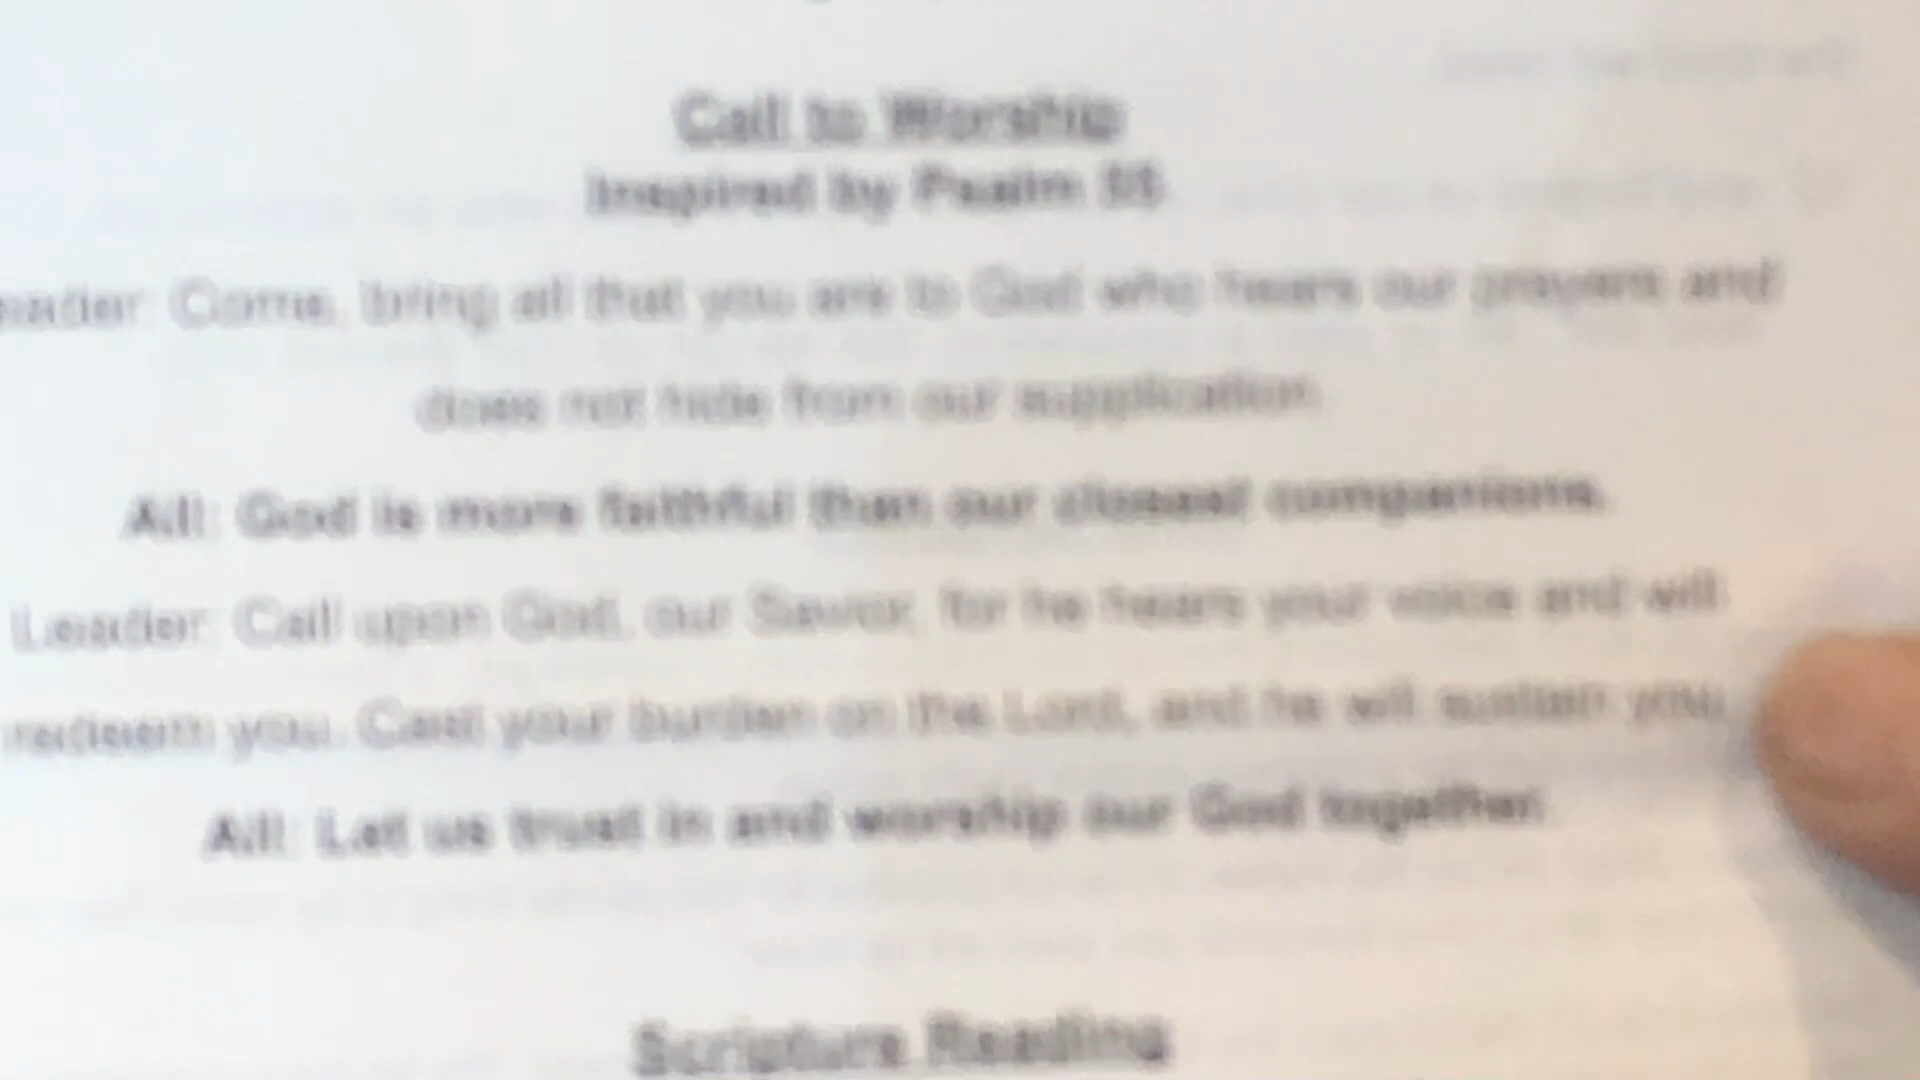 Call to Worship
Inspired by Psalm 55
Leader: Come, bring all that you are to God who hears our prayers and
does not hide from our supplication.
All: God is more faithful than our closest companions.
Leader: Call upon God, our Savior, for he hears your voice and will
redeem you. Cast your burden on the Lord, and he will sustain you.
All: Let us trust in and worship our God together.
Scripture Reading